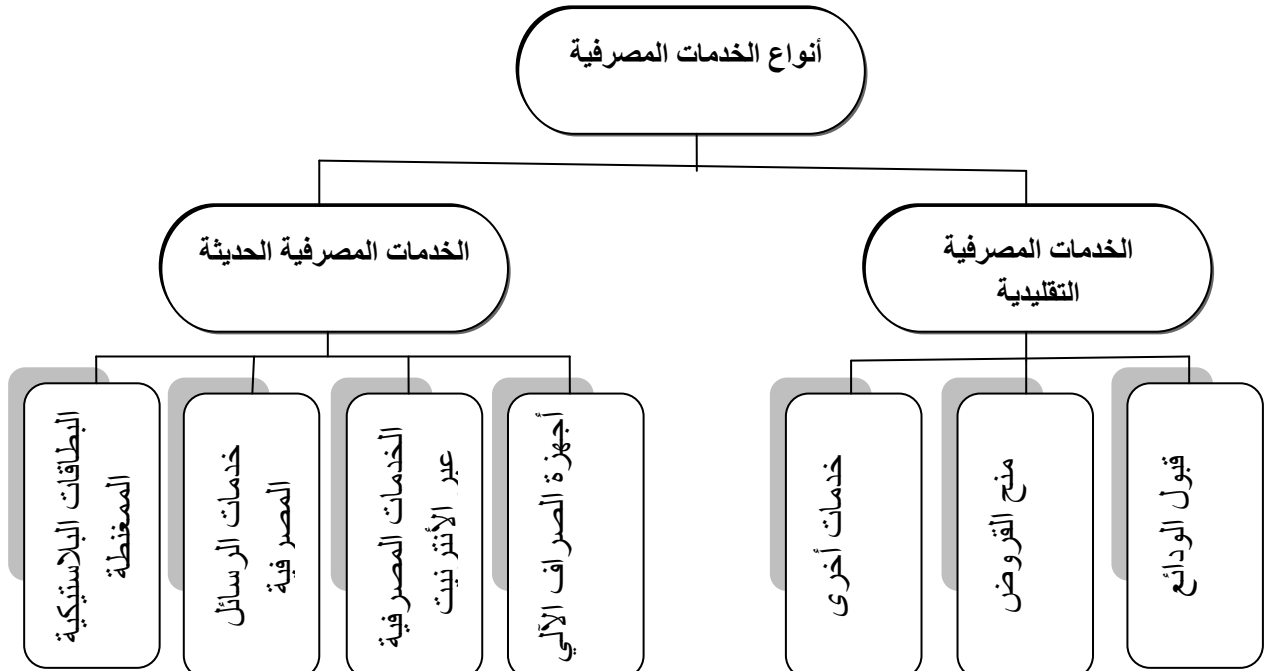 أنواع الخدمات المصرفية
الخدمات المصرفية
التقليدية
الخدمات المصرفية الحديثة
قبول الودائع
منح القروض
خدمات أخرى
أجهزة الصراف الآلي
الخدمات المصرفية
عبر الأنترنيت
خدمات الرسائل
المصرفية
البطاقات البلاستيكية
الممغنطة